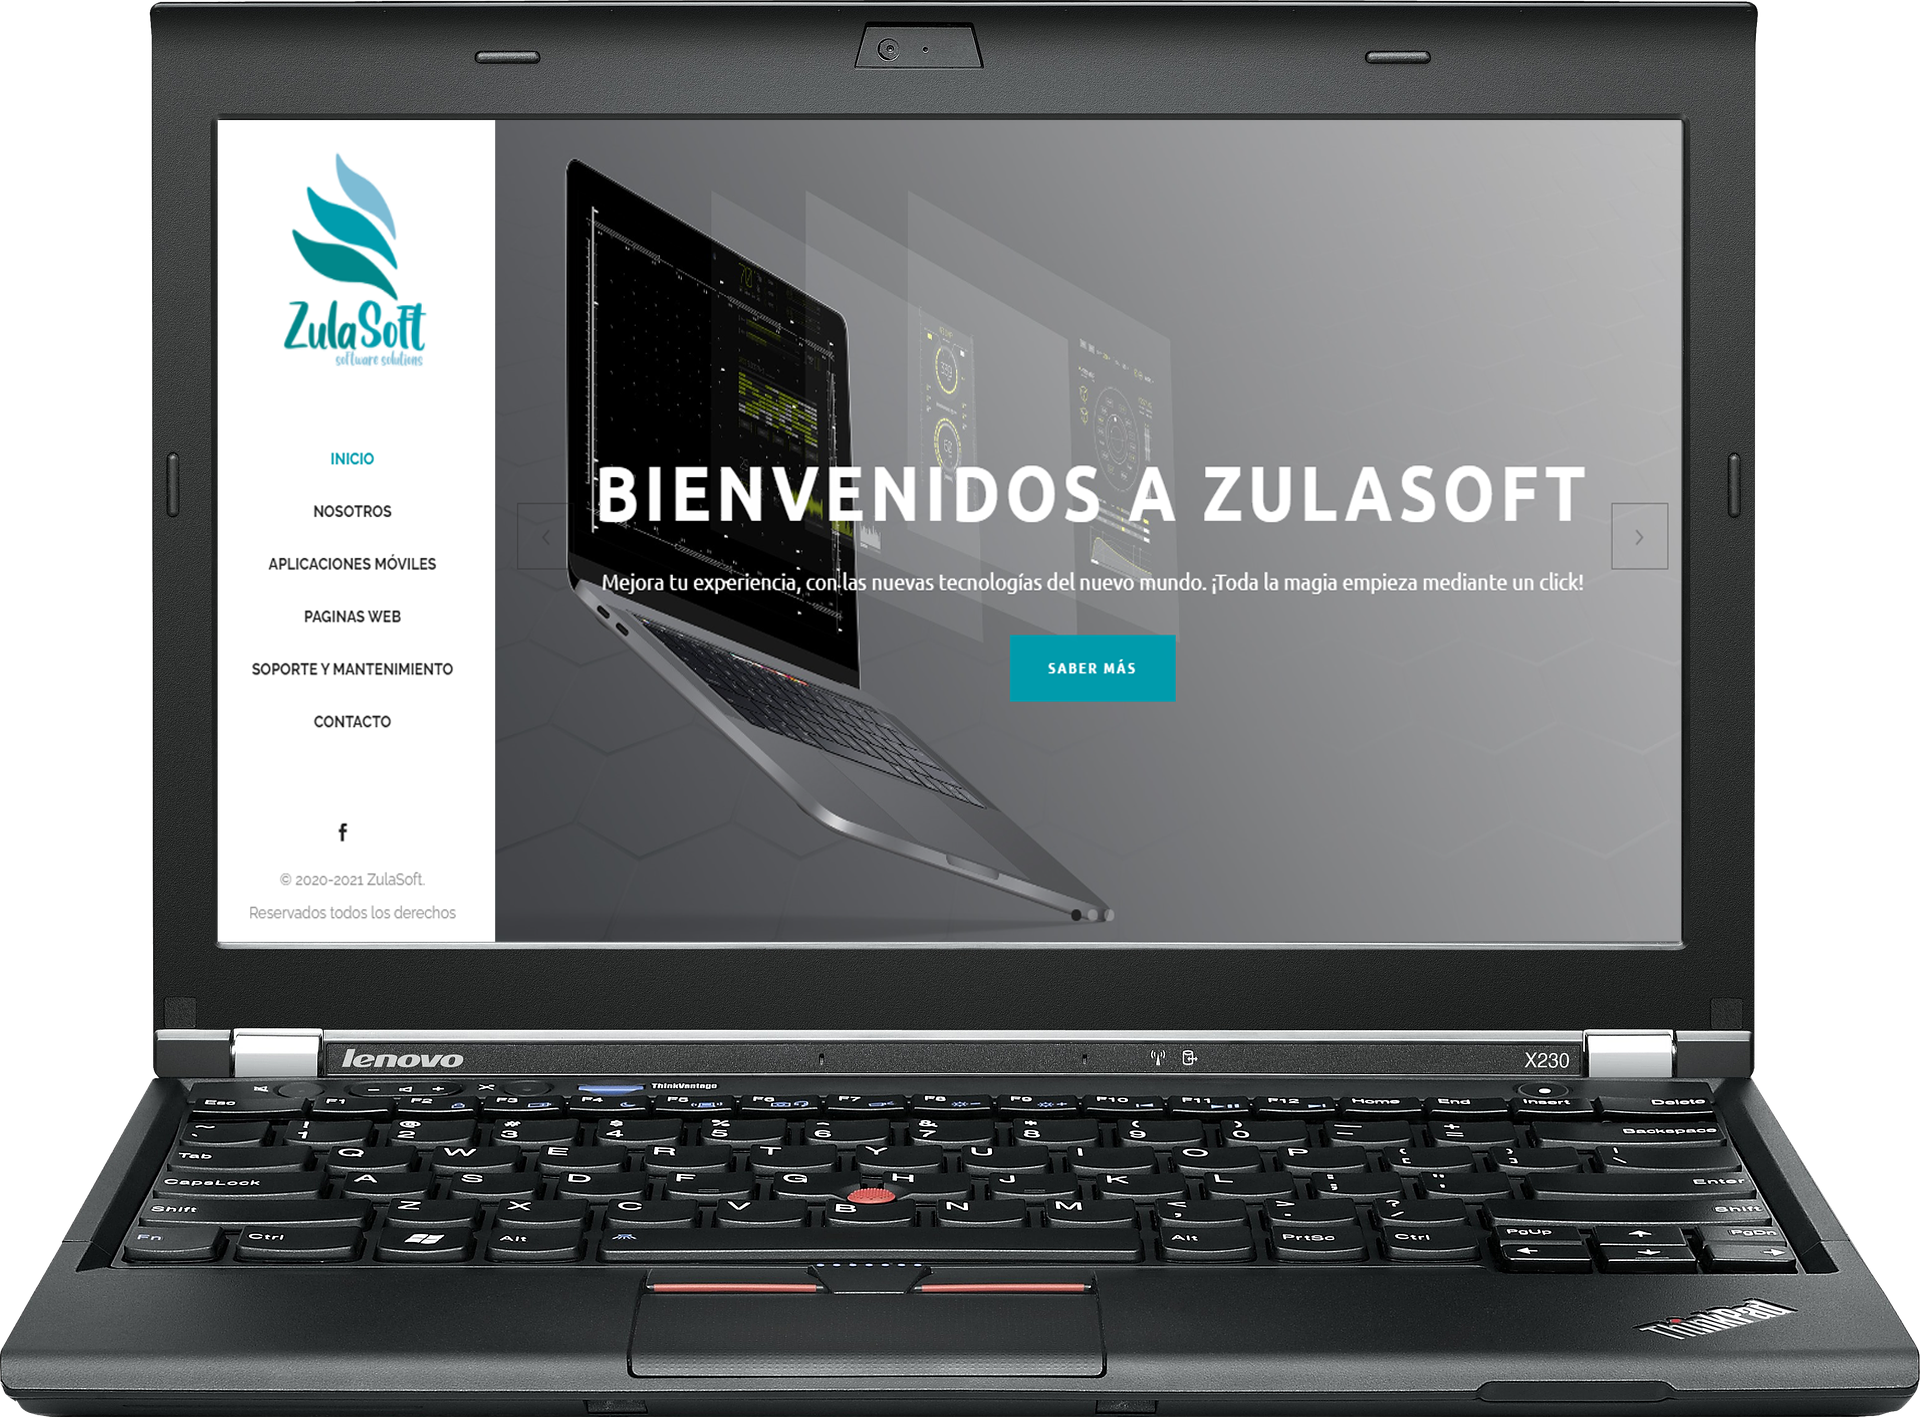 ZulaSoft
software solutions
INICIO
NOSOTROS
APLICACIONES MÓVILES
PAGINAS WEB
SOPORTE Y MANTENIMIENTO
CONTACTO
f
© 2020-2021 ZulaSoft.
Reservados todos los derechos
BIENVENIDOS A ZULASOFT
Mejora tu experiencia, con las nuevas tecnologías del nuevo mundo. ¡Toda la magia empieza mediante un click!
SABER MÁS
lenovo
X230
ThinkVantage
Esc F1 F2 F3 F4 F5 F6 F7 F8 F9 F10 F11 F12 Home End Insert Delete
~ ! @ # $ % ^ & * ( ) — +
1 2 3 4 5 6 7 8 9 0 - = Backspace
Tab Q W E R T Y U I O P { } |
CapsLock A S D F G H J K L : " Enter
Shift Z X C V B N M < > ? Shift
Fn Ctrl Alt Alt PrtSc Ctrl PgUp PgDn
ThinkPad